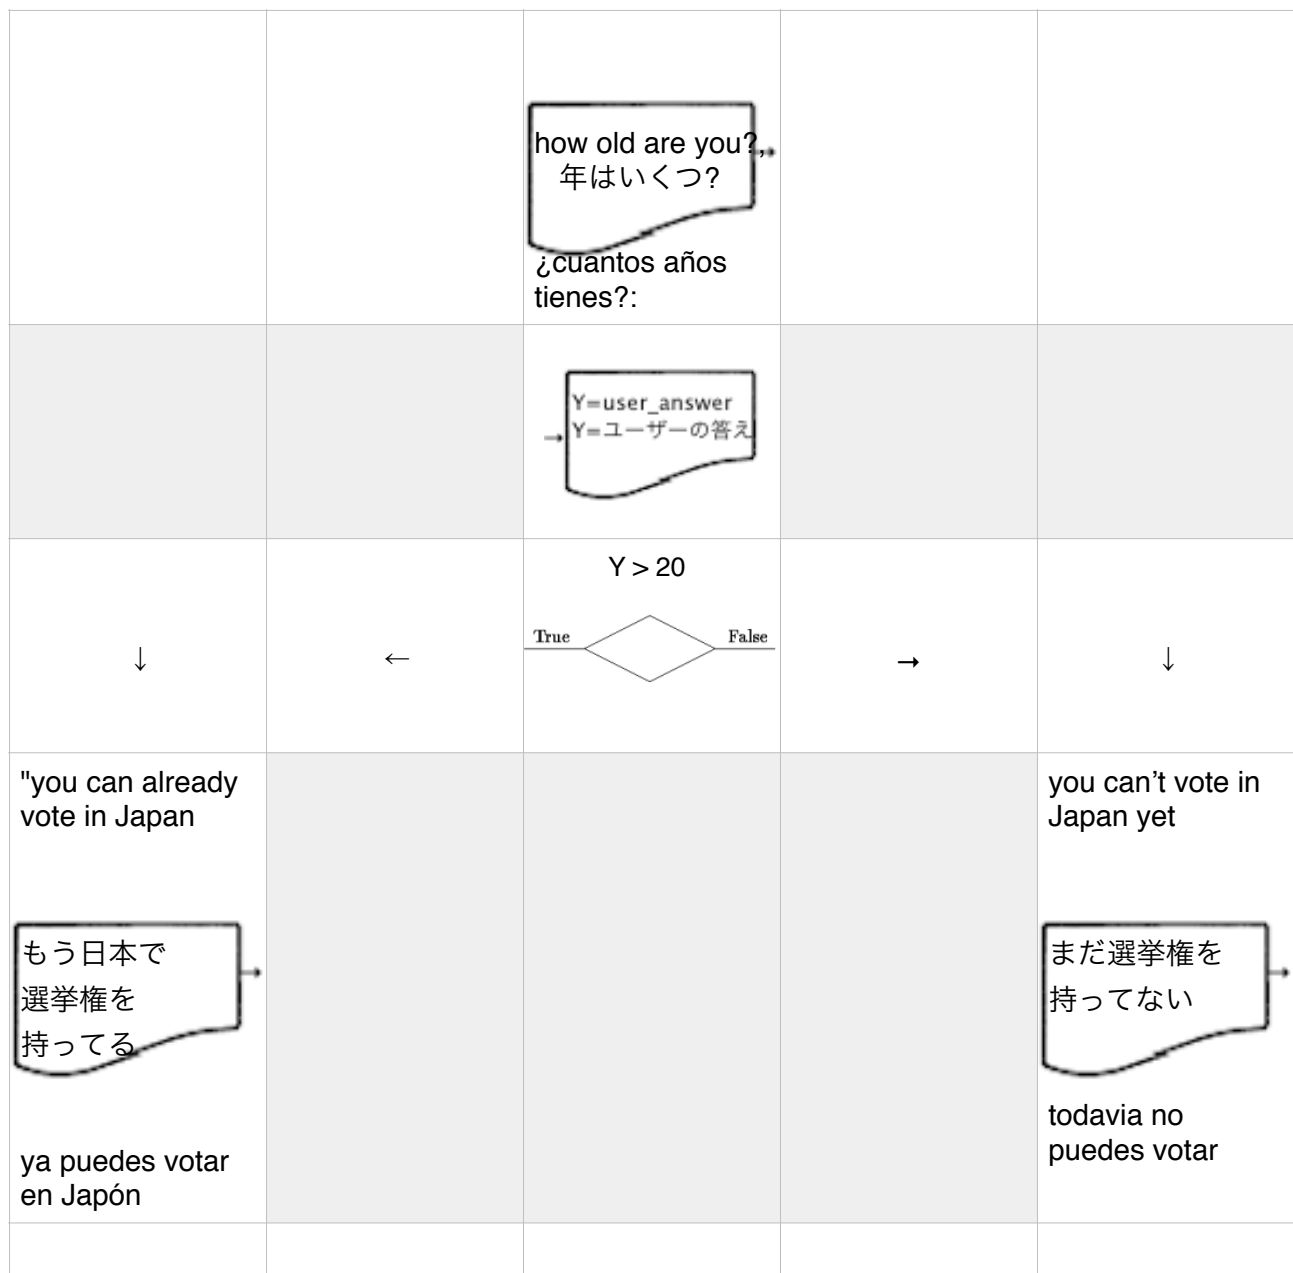 how old are you?,
年はいくつ?
¿cuantos años
tienes?:
Y=user_answer
Y=ユーザーの答え
Y > 20
True
False
↓
←
→
↓
"you can already
vote in Japan
もう日本で
選挙権を
持ってる
ya puedes votar
en Japón
you can’t vote in
Japan yet
まだ選挙権を
持ってない
todavia no
puedes votar